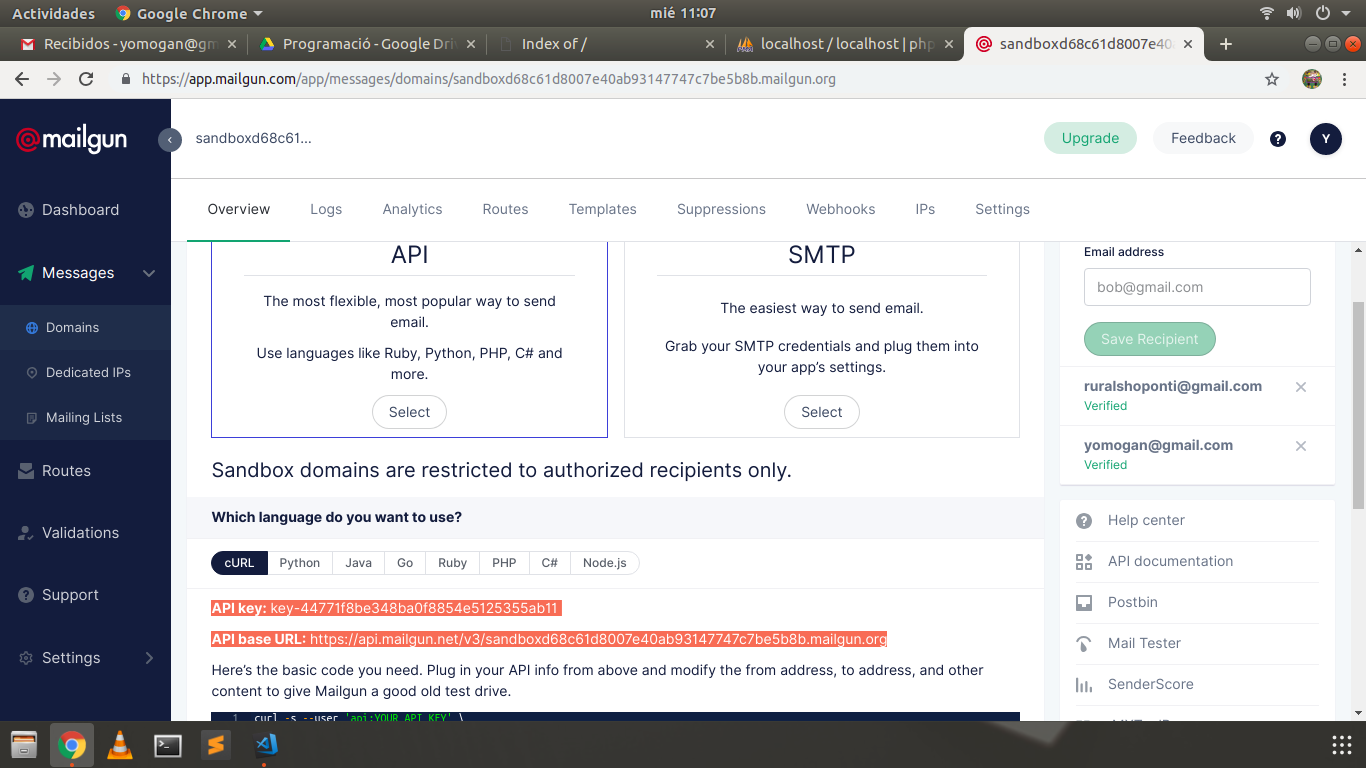 Actividades Google Chrome mié 11:07
Recibidos - yomogan@gm Programació - Google Driv Index of / localhost / localhost | php sandboxd68c61d8007e40
https://app.mailgun.com/app/messages/domains/sandboxd68c61d8007e40ab93147747c7be5b8b.mailgun.org
mailgun
sandboxd68c61...
Upgrade
Feedback
?
Y
Dashboard
Messages
Domains
Dedicated IPs
Mailing Lists
Routes
Validations
Support
Settings
Overview Logs Analytics Routes Templates Suppressions Webhooks IPs Settings
API
The most flexible, most popular way to send
email.
Use languages like Ruby, Python, PHP, C# and
more.
Select
SMTP
The easiest way to send email.
Grab your SMTP credentials and plug them into
your app's settings.
Select
Sandbox domains are restricted to authorized recipients only.
Which language do you want to use?
cURL Python Java Go Ruby PHP C# Node.js
API key: key-44771f8be348ba0f8854e5125355ab11
API base URL: https://api.mailgun.net/v3/sandboxd68c61d8007e40ab93147747c7be5b8b.mailgun.org
Here's the basic code you need. Plug in your API info from above and modify the from address, to address, and other
content to give Mailgun a good old test drive.
1 curl -s --user 'api:YOUR_API_KEY' \
Email address
bob@gmail.com
Save Recipient
ruralshoponti@gmail.com
Verified
yomogan@gmail.com
Verified
Help center
API documentation
Postbin
Mail Tester
SenderScore